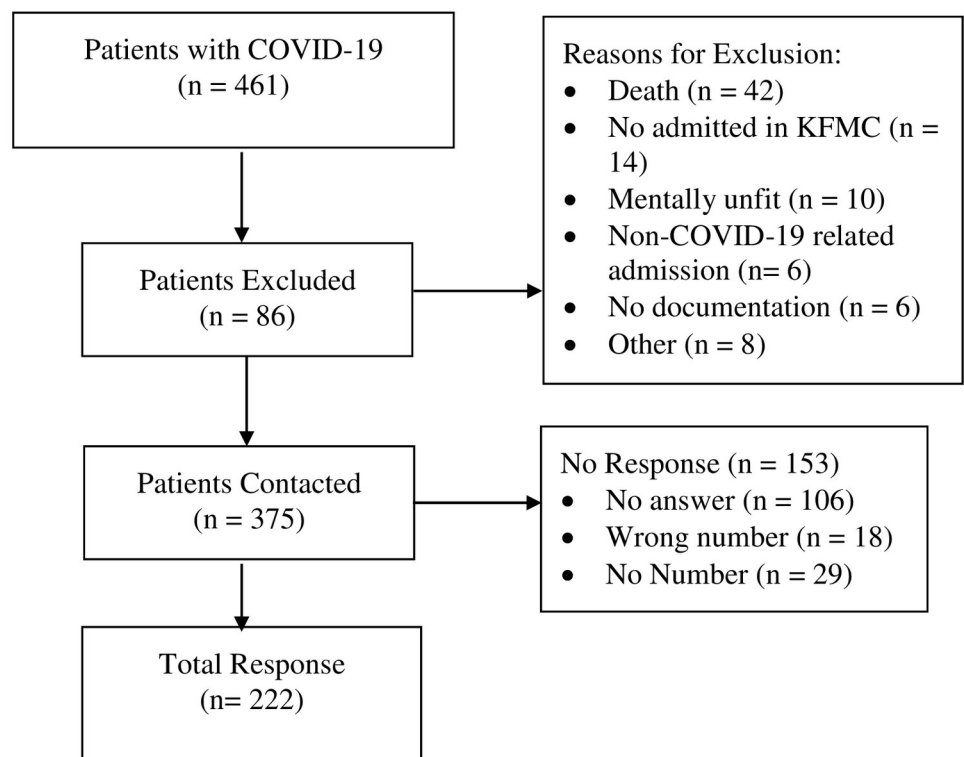 Patients with COVID-19
(n = 461)
Reasons for Exclusion:
• Death (n = 42)
• No admitted in KFMC (n =
14)
• Mentally unfit (n = 10)
• Non-COVID-19 related
admission (n= 6)
• No documentation (n = 6)
• Other (n = 8)
Patients Excluded
(n = 86)
Patients Contacted
(n = 375)
No Response (n = 153)
• No answer (n = 106)
• Wrong number (n = 18)
• No Number (n = 29)
Total Response
(n= 222)